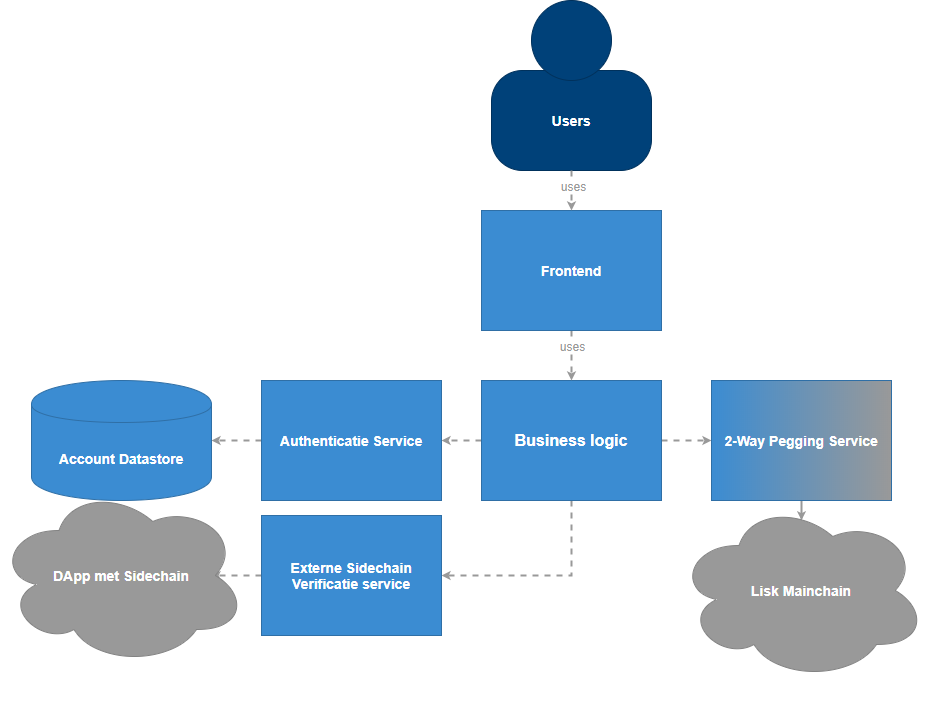 Users
uses
Frontend
uses
Account Datastore
Authenticatie Service
Business logic
2-Way Pegging Service
DApp met Sidechain
Externe Sidechain
Verificatie service
Lisk Mainchain